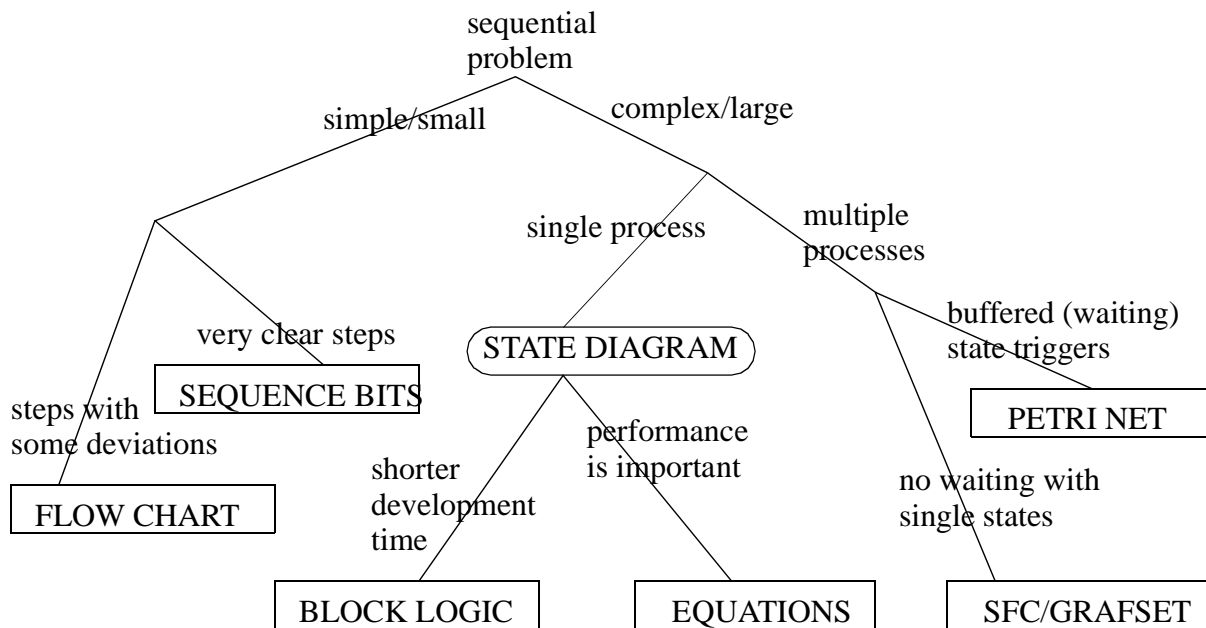 sequential
problem
simple/small
complex/large
single process
multiple
processes
very clear steps
STATE DIAGRAM
buffered (waiting)
state triggers
SEQUENCE BITS
steps with
some deviations
PETRI NET
performance
is important
shorter
development
time
no waiting with
single states
FLOW CHART
BLOCK LOGIC
EQUATIONS
SFC/GRAFSET